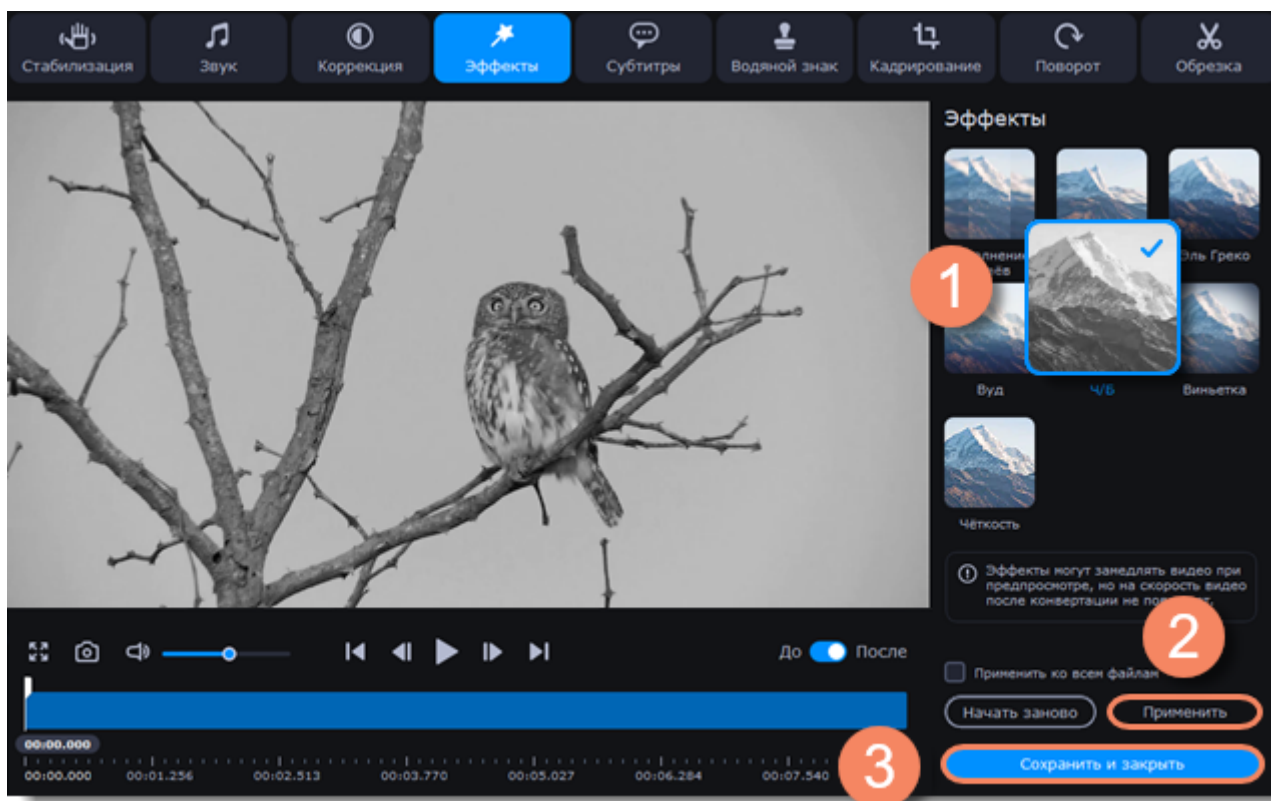 Стабилизация
Звук
Коррекция
Эффекты
Субтитры
Водяной знак
Кадрирование
Поворот
Обрезка
Эффекты
1
Эль Греко
Вуд
Ч/Б
Виньетка
Чёткость
Эффекты могут замедлять видео при
предпросмотре, но на скорость видео
после конвертации не
2
До
После
Применить ко всем файлам
Начать заново
Применить
00:00.000
00:00.000
00:01.256
00:02.513
00:03.770
00:05.027
00:06.284
00:07.540
3
Сохранить и закрыть